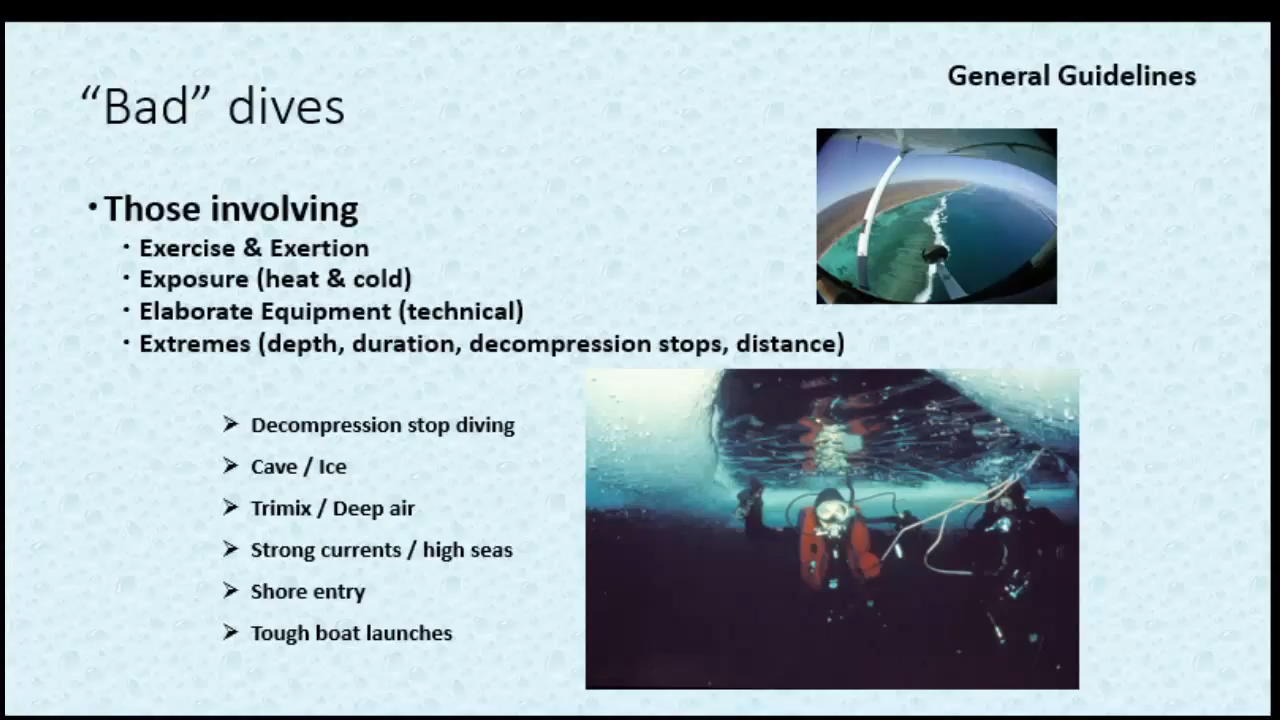 General Guidelines
“Bad” dives
• Those involving
• Exercise & Exertion
• Exposure (heat & cold)
• Elaborate Equipment (technical)
• Extremes (depth, duration, decompression stops, distance)
➢ Decompression stop diving
➢ Cave / Ice
➢ Trimix / Deep air
➢ Strong currents / high seas
➢ Shore entry
➢ Tough boat launches